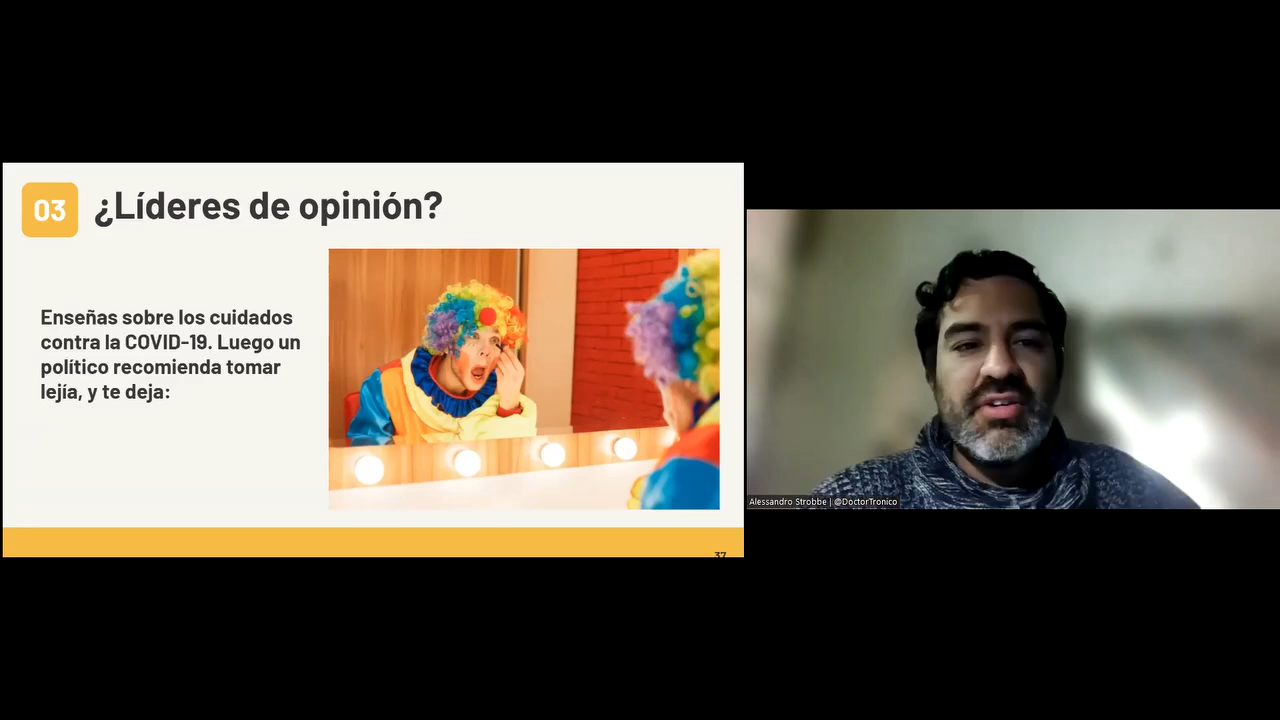 03
¿Líderes de opinión?
Enseñas sobre los cuidados
contra la COVID-19. Luego un
político recomienda tomar
lejía, y te deja:
37
Alessandro Strobbe | @DoctorTronico